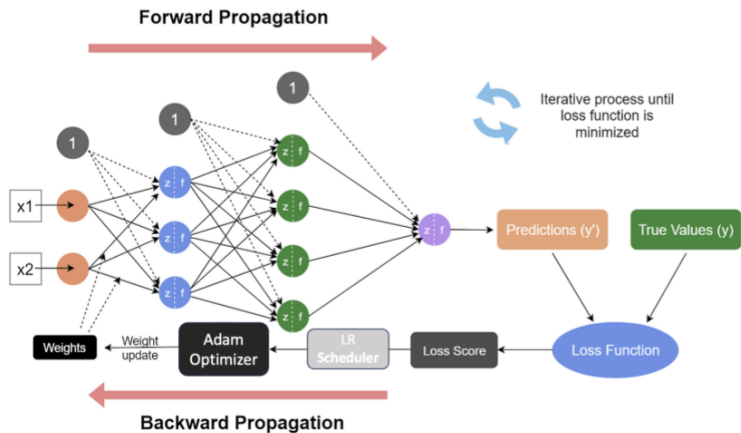 Forward Propagation
1
1
1
Iterative process until
loss function is
minimized
z f
z f
z f
z f
z f
z f
z f
z f
x1
x2
Predictions (y')
True Values (y)
Weights
Weight
update
Adam
Optimizer
LR
Scheduler
Loss Score
Loss Function
Backward Propagation